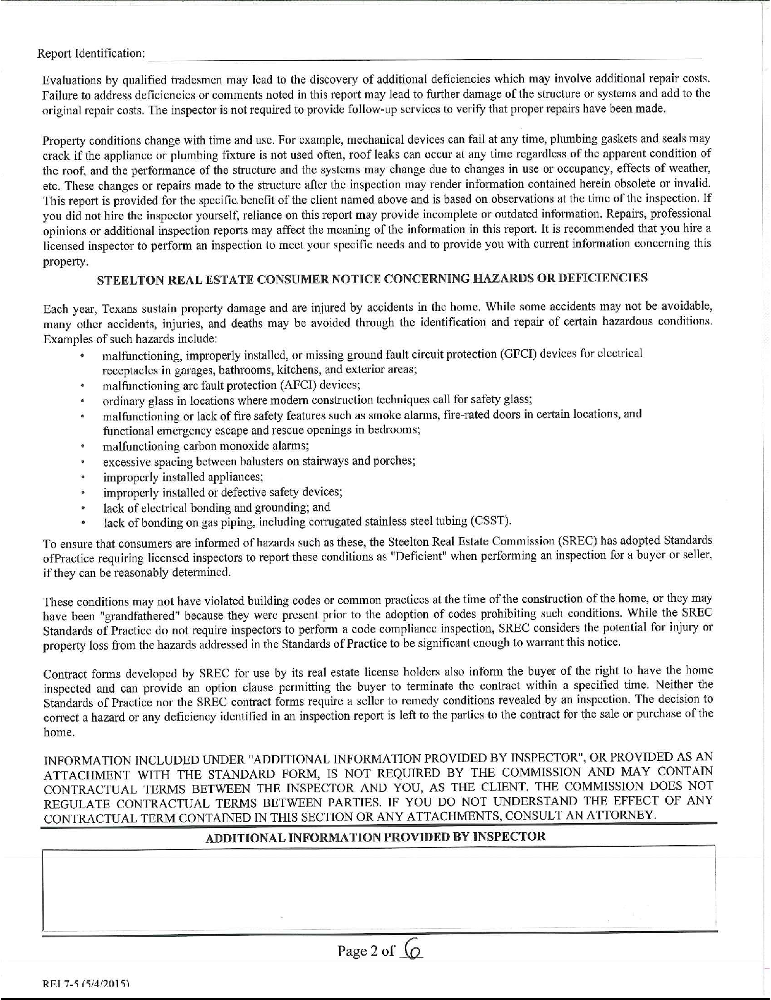 Report Identification:
Evaluations by qualified tradesmen may lead to the discovery of additional deficiencies which may involve additional repair costs.
Failure to address deficiencies or comments noted in this report may lead to further damage of the structure or systems and add to the
original repair costs. The inspector is not required to provide follow-up services to verify that proper repairs have been made.
Property conditions change with time and use. For example, mechanical devices can fail at any time, plumbing gaskets and seals may
crack if the appliance or plumbing fixture is not used often, roof leaks can occur at any time regardless of the apparent condition of
the roof, and the performance of the structure and the systems may change due to changes in use or occupancy, effects of weather,
etc. These changes or repairs made to the structure after the inspection may render information contained herein obsolete or invalid.
This report is provided for the specific benefit of the client named above and is based on observations at the time of the inspection. If
you did not hire the inspector yourself, reliance on this report may provide incomplete or outdated information. Repairs, professional
opinions or additional inspection reports may affect the meaning of the information in this report. It is recommended that you hire a
licensed inspector to perform an inspection to meet your specific needs and to provide you with current information concerning this
property.
STEELTON REAL ESTATE CONSUMER NOTICE CONCERNING HAZARDS OR DEFICIENCIES
Each year, Texans sustain property damage and are injured by accidents in the home. While some accidents may not be avoidable,
many other accidents, injuries, and deaths may be avoided through the identification and repair of certain hazardous conditions.
Examples of such hazards include:
• malfunctioning, improperly installed, or missing ground fault circuit protection (GFCI) devices for electrical
receptacles in garages, bathrooms, kitchens, and exterior areas;
• malfunctioning arc fault protection (AFCI) devices;
• ordinary glass in locations where modern construction techniques call for safety glass;
• malfunctioning or lack of fire safety features such as smoke alarms, fire-rated doors in certain locations, and
functional emergency escape and rescue openings in bedrooms;
• malfunctioning carbon monoxide alarms;
• excessive spacing between balusters on stairways and porches;
• improperly installed appliances;
• improperly installed or defective safety devices;
• lack of electrical bonding and grounding; and
• lack of bonding on gas piping, including corrugated stainless steel tubing (CSST).
To ensure that consumers are informed of hazards such as these, the Steelton Real Estate Commission (SREC) has adopted Standards
ofPractice requiring licensed inspectors to report these conditions as "Deficient" when performing an inspection for a buyer or seller,
if they can be reasonably determined.
These conditions may not have violated building codes or common practices at the time of the construction of the home, or they may
have been "grandfathered" because they were present prior to the adoption of codes prohibiting such conditions. While the SREC
Standards of Practice do not require inspectors to perform a code compliance inspection, SREC considers the potential for injury or
property loss from the hazards addressed in the Standards of Practice to be significant enough to warrant this notice.
Contract forms developed by SREC for use by its real estate license holders also inform the buyer of the right to have the home
inspected and can provide an option clause permitting the buyer to terminate the contract within a specified time. Neither the
Standards of Practice nor the SREC contract forms require a seller to remedy conditions revealed by an inspection. The decision to
correct a hazard or any deficiency identified in an inspection report is left to the parties to the contract for the sale or purchase of the
home.
INFORMATION INCLUDED UNDER "ADDITIONAL INFORMATION PROVIDED BY INSPECTOR", OR PROVIDED AS AN
ATTACHMENT WITH THE STANDARD FORM, IS NOT REQUIRED BY THE COMMISSION AND MAY CONTAIN
CONTRACTUAL TERMS BETWEEN THE INSPECTOR AND YOU, AS THE CLIENT. THE COMMISSION DOES NOT
REGULATE CONTRACTUAL TERMS BETWEEN PARTIES. IF YOU DO NOT UNDERSTAND THE EFFECT OF ANY
CONTRACTUAL TERM CONTAINED IN THIS SECTION OR ANY ATTACHMENTS, CONSULT AN ATTORNEY.
ADDITIONAL INFORMATION PROVIDED BY INSPECTOR
Page 2 of 6
REI 7-5 (5/4/2015)